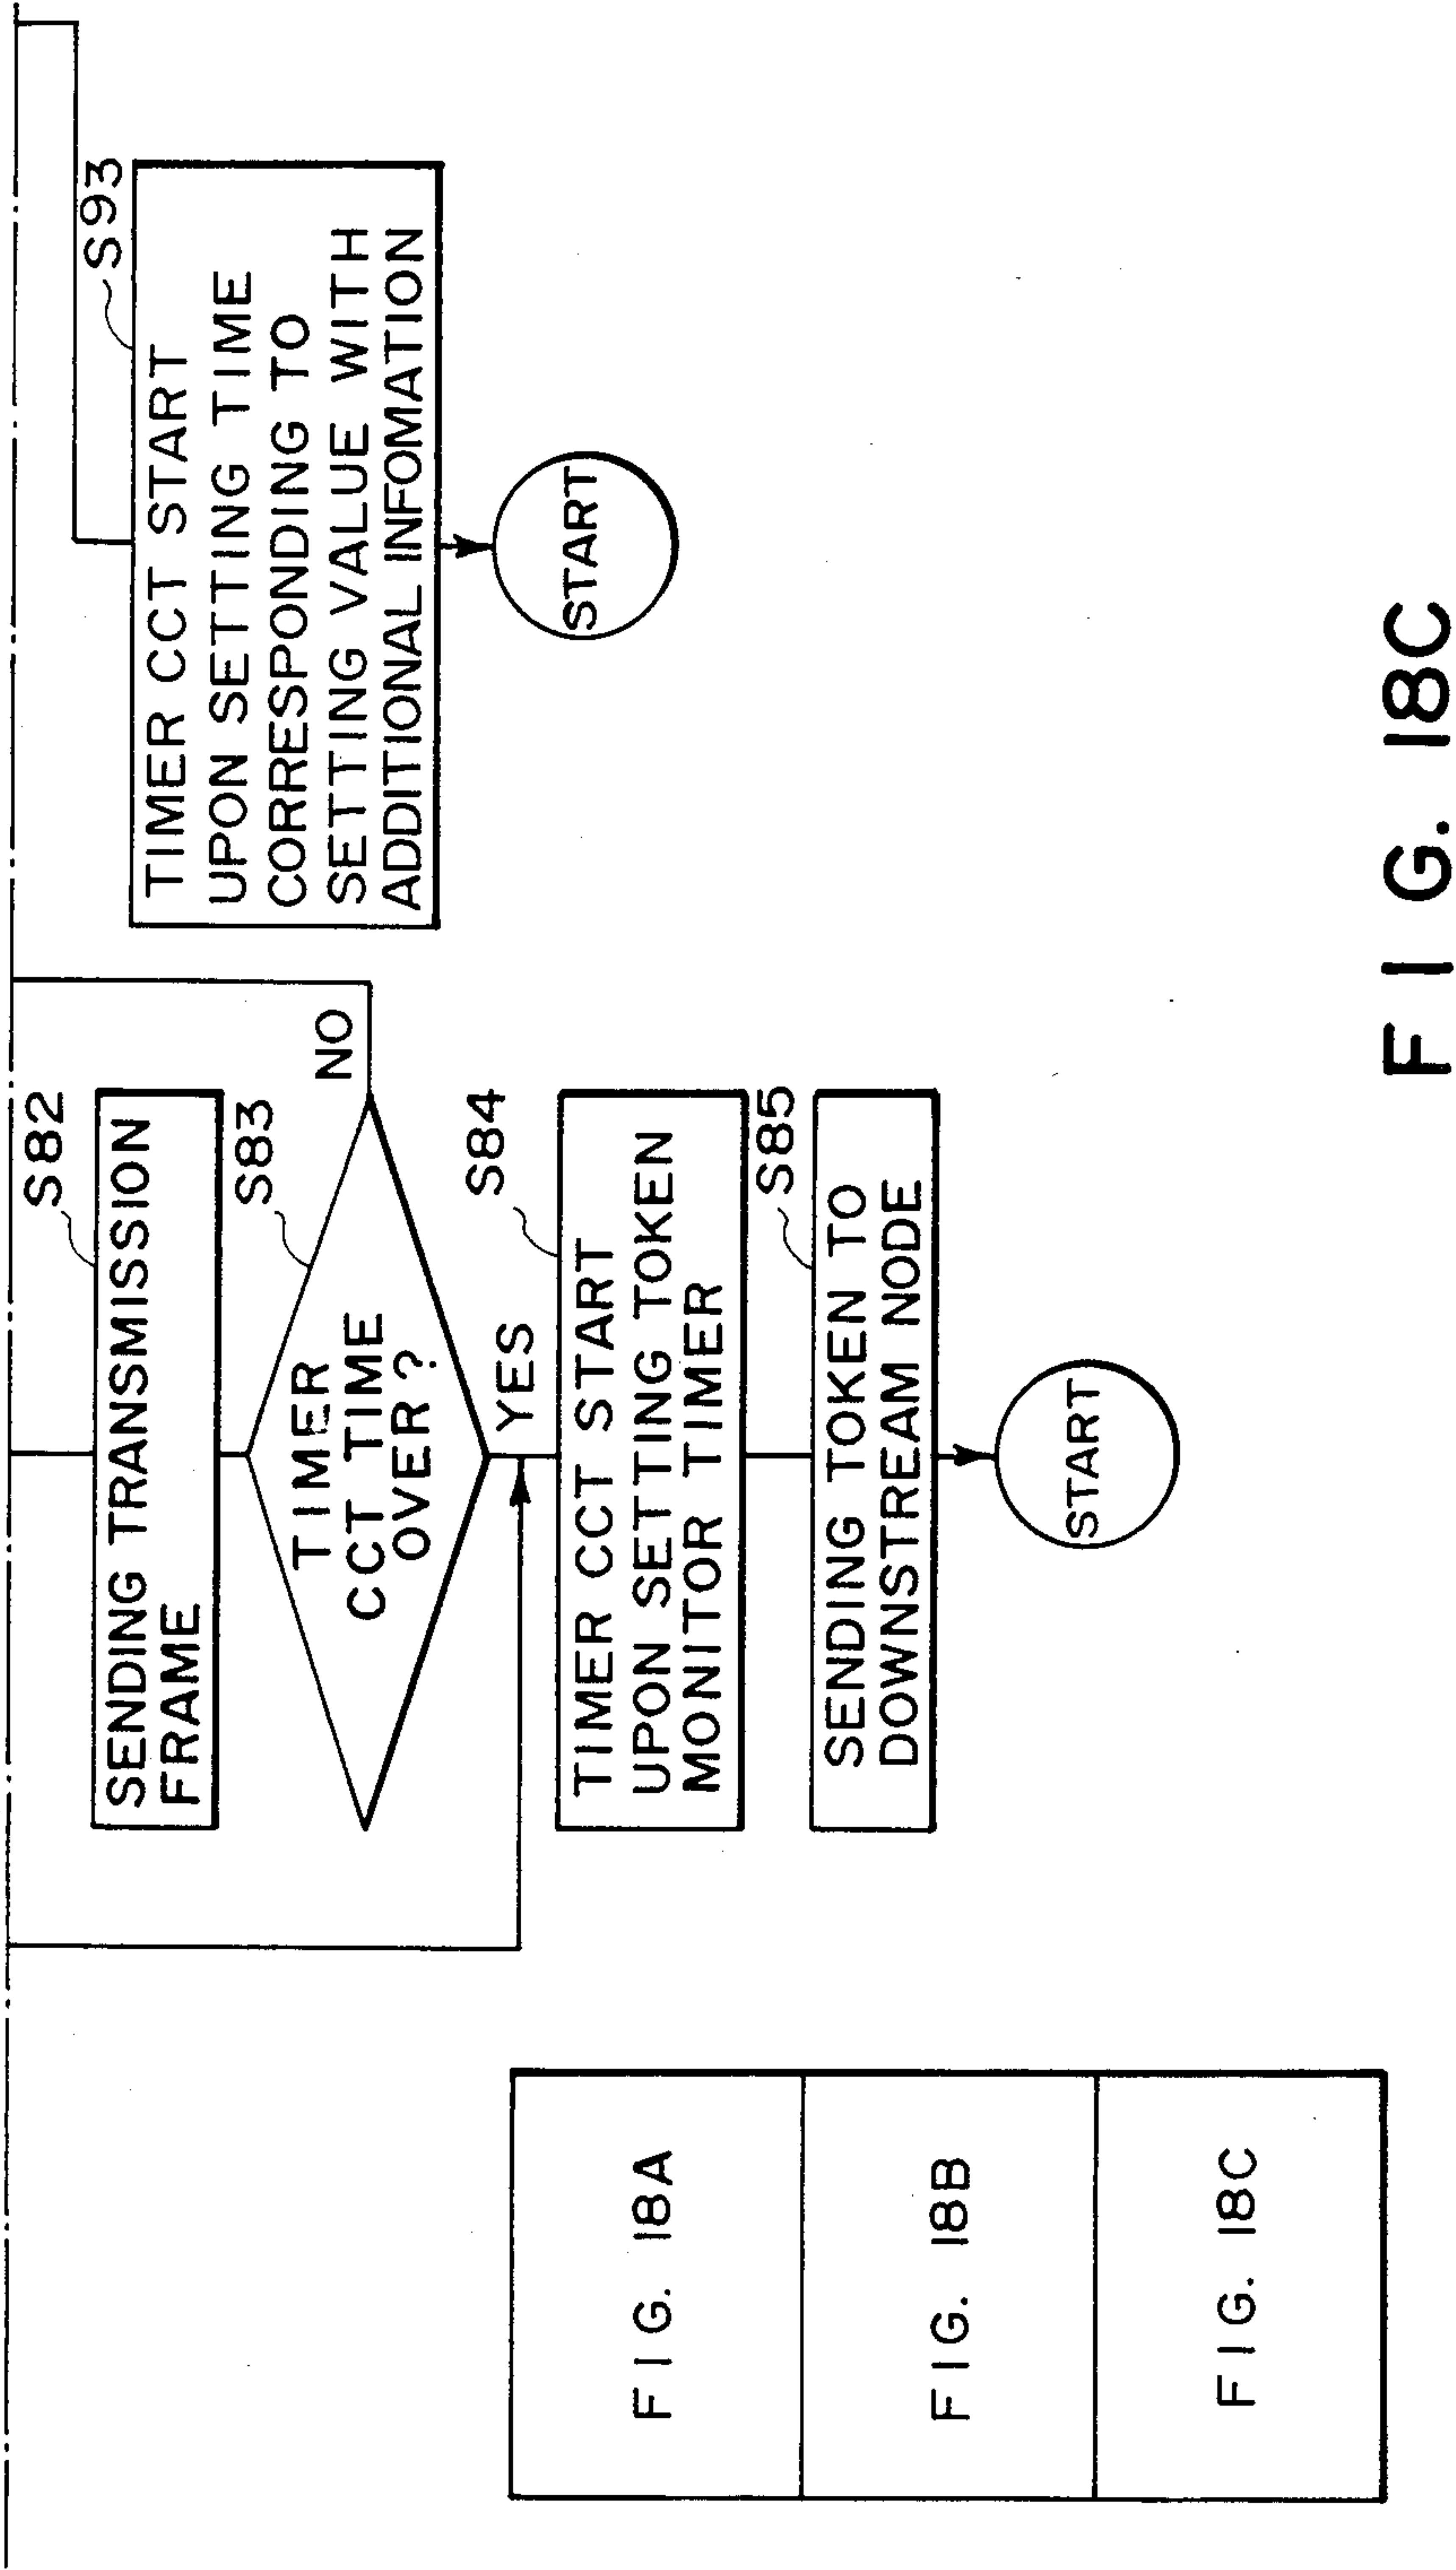 S82
SENDING TRANSMISSION
FRAME
S83
TIMER
CCT TIME
OVER?
NO
YES
S84
TIMER CCT START
UPON SETTING TOKEN
MONITOR TIMER
S85
SENDING TOKEN TO
DOWNSTREAM NODE
START
S93
TIMER CCT START
UPON SETTING TIME
CORRESPONDING TO
SETTING VALUE WITH
ADDITIONAL INFOMATION
START
FIG. 18A
FIG. 18B
FIG. 18C
FIG. 18C